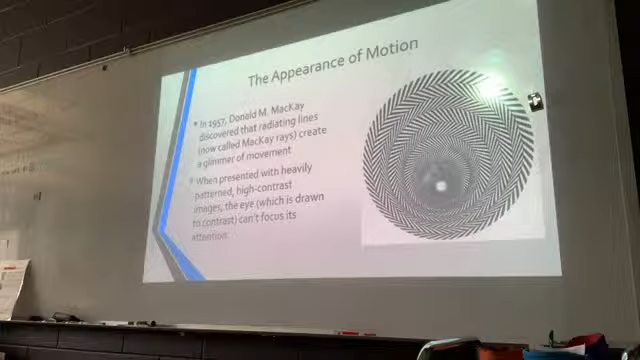 The Appearance of Motion
In 1957, Donald M. MacKay
discovered that radiating lines
(now called MacKay rays) create
a glimmer of movement
When presented with heavily
patterned, high-contrast
images, the eye (which is drawn
to contrast) can't focus its
attention.